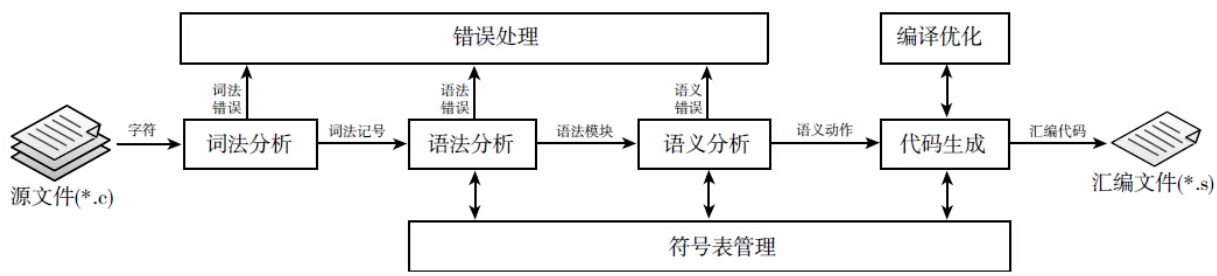 错误处理
编译优化
词法
错误
语法
错误
语义
错误
字符
词法分析
词法记号
语法分析
语法模块
语义分析
语义动作
代码生成
汇编代码
源文件(*.c)
汇编文件(*.s)
符号表管理